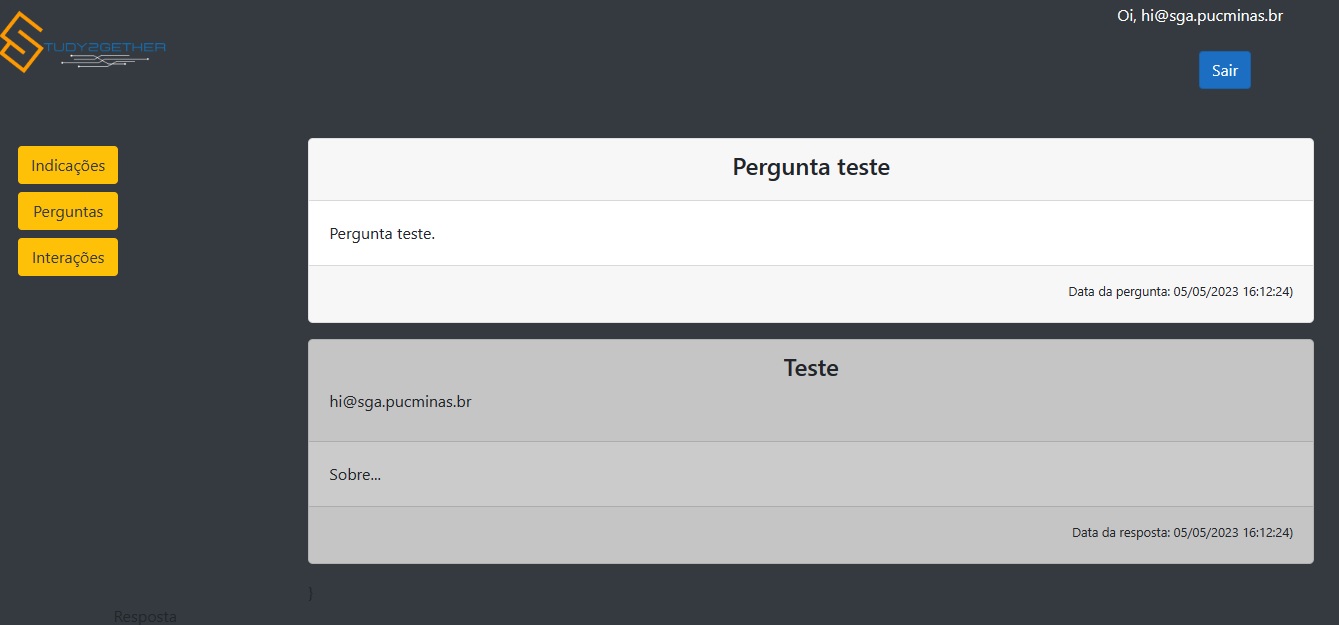 Oi, hi@sga.pucminas.br
TUDY2GETHER
Sair
Indicações
Perguntas
Interações
Pergunta teste
Pergunta teste.
Data da pergunta: 05/05/2023 16:12:24)
Teste
hi@sga.pucminas.br
Sobre...
Data da resposta: 05/05/2023 16:12:24)
}
Resposta